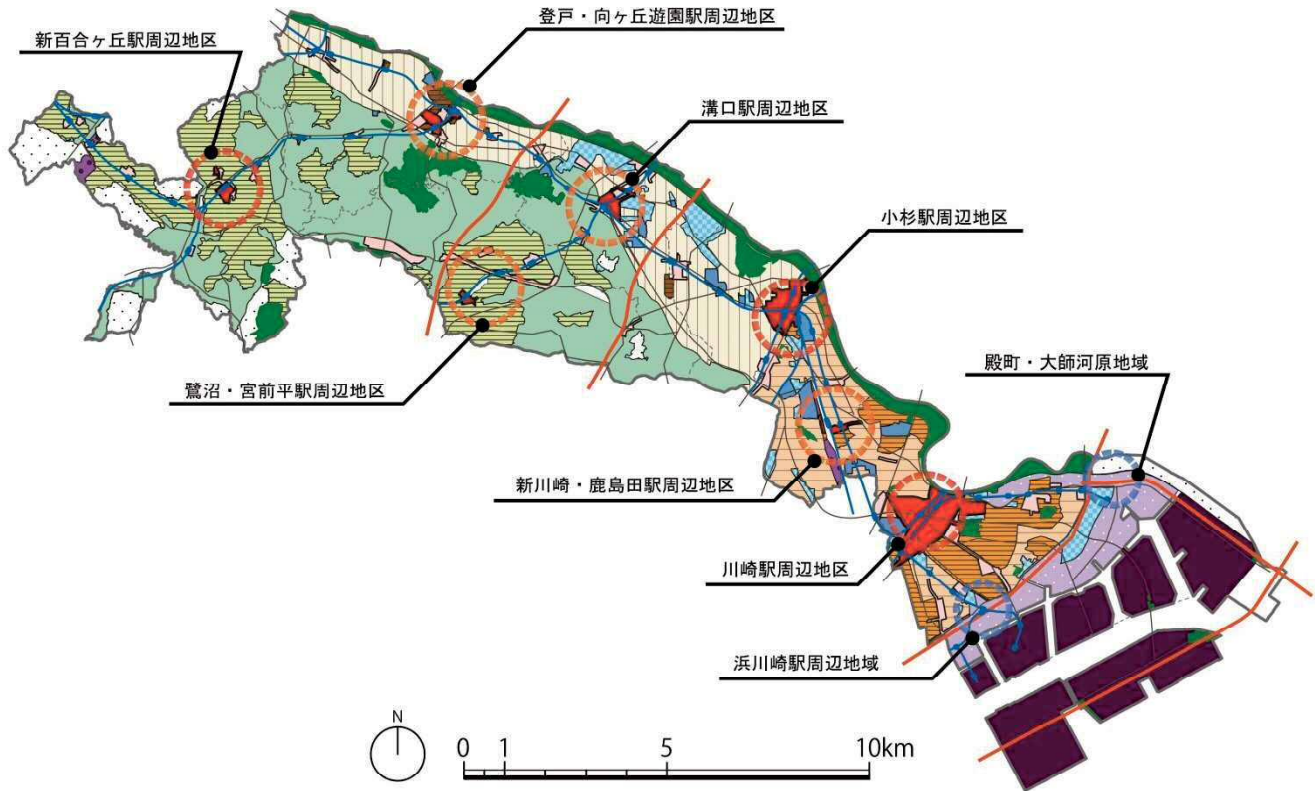 登戸・向ヶ丘遊園駅周辺地区
新百合ヶ丘駅周辺地区
溝口駅周辺地区
小杉駅周辺地区
殿町・大師河原地域
鷺沼・宮前平駅周辺地区
新川崎・鹿島田駅周辺地区
川崎駅周辺地区
浜川崎駅周辺地域
N
0 1 5 10km